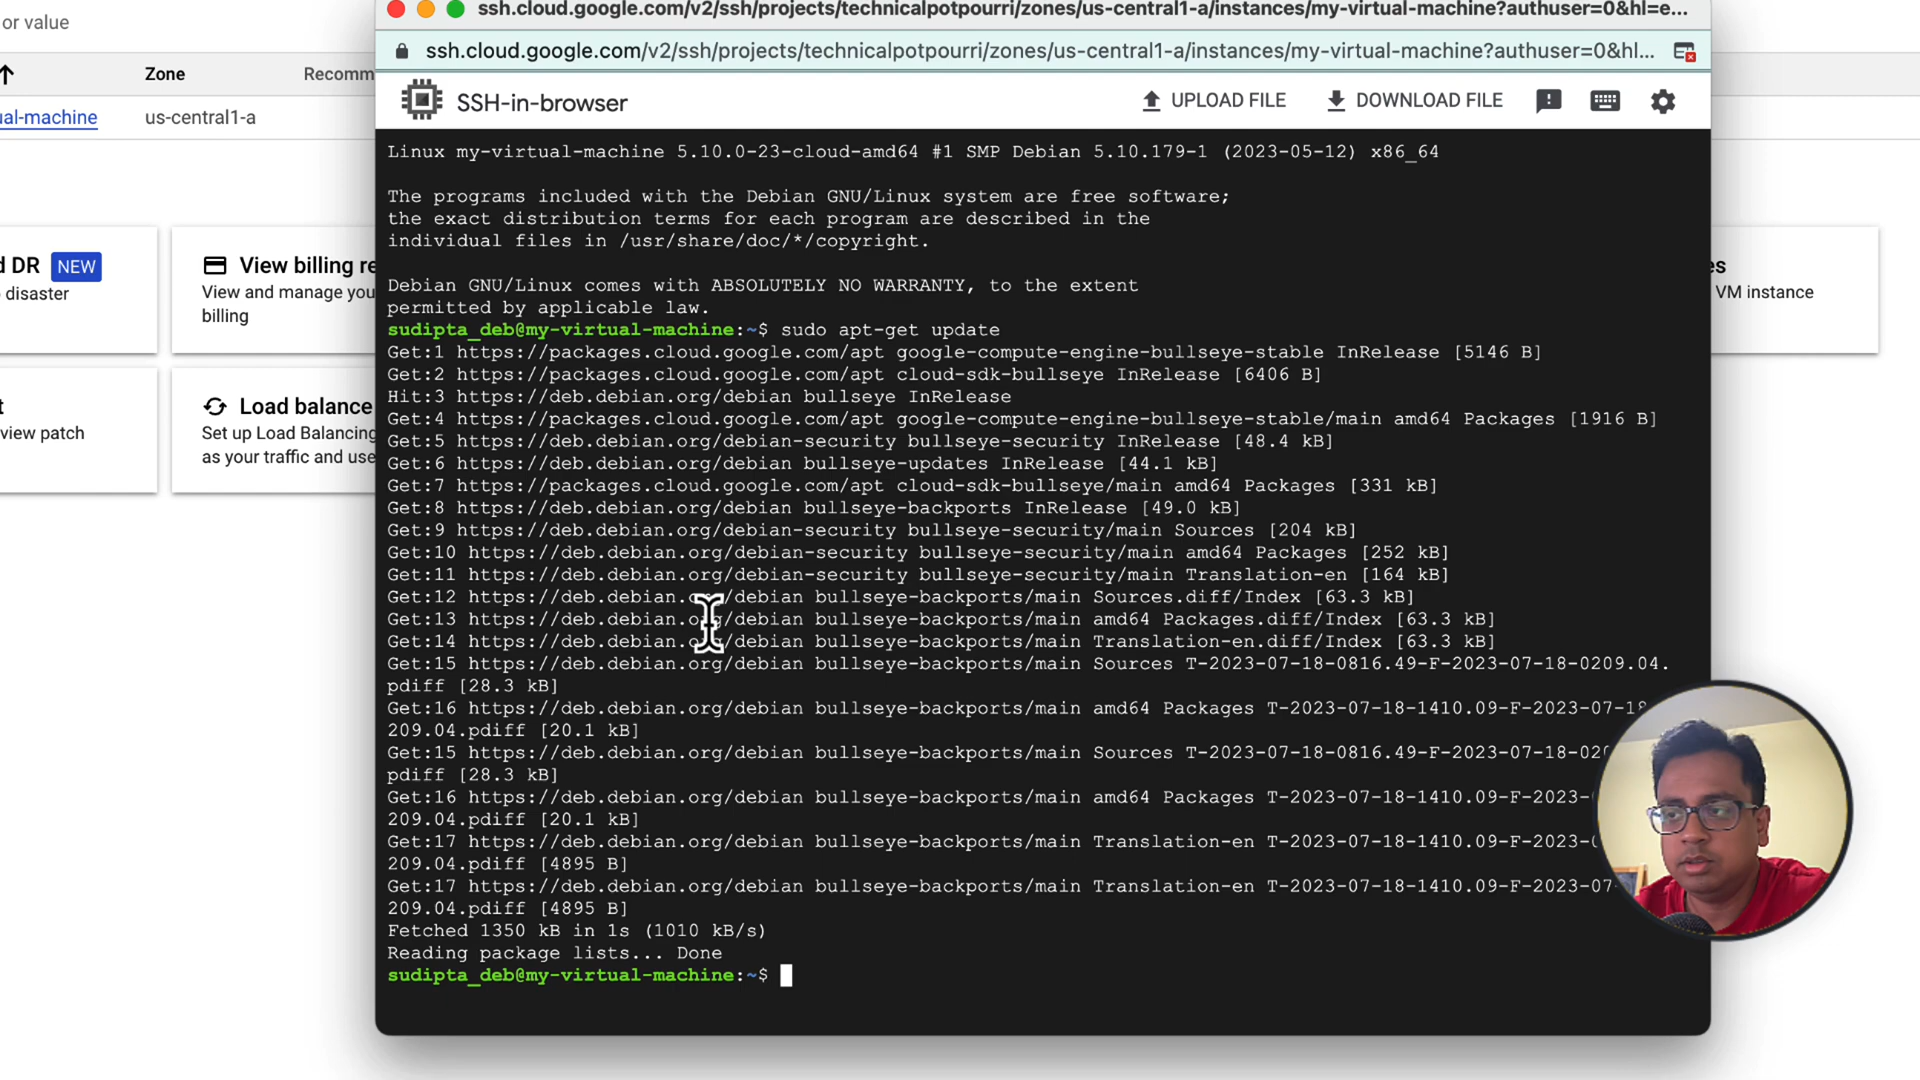 ssh.cloud.google.com/v2/ssh/projects/technicalpotpourri/zones/us-central1-a/instances/my-virtual-machine?authuser=0&hl=e...
or value
ssh.cloud.google.com/v2/ssh/projects/technicalpotpourri/zones/us-central1-a/instances/my-virtual-machine?authuser=0&hl...
Zone
Recomm
SSH-in-browser
UPLOAD FILE
DOWNLOAD FILE
ual-machine
us-central1-a
Linux my-virtual-machine 5.10.0-23-cloud-amd64 #1 SMP Debian 5.10.179-1 (2023-05-12) x86_64
The programs included with the Debian GNU/Linux system are free software;
the exact distribution terms for each program are described in the
individual files in /usr/share/doc/*/copyright.
Debian GNU/Linux comes with ABSOLUTELY NO WARRANTY, to the extent
permitted by applicable law.
sudipta_deb@my-virtual-machine:~$ sudo apt-get update
Get:1 https://packages.cloud.google.com/apt google-compute-engine-bullseye-stable InRelease [5146 B]
Get:2 https://packages.cloud.google.com/apt cloud-sdk-bullseye InRelease [6406 B]
Hit:3 https://deb.debian.org/debian bullseye InRelease
Get:4 https://packages.cloud.google.com/apt google-compute-engine-bullseye-stable/main amd64 Packages [1916 B]
Get:5 https://deb.debian.org/debian-security bullseye-security InRelease [48.4 kB]
Get:6 https://deb.debian.org/debian bullseye-updates InRelease [44.1 kB]
Get:7 https://packages.cloud.google.com/apt cloud-sdk-bullseye/main amd64 Packages [331 kB]
Get:8 https://deb.debian.org/debian bullseye-backports InRelease [49.0 kB]
Get:9 https://deb.debian.org/debian-security bullseye-security/main Sources [204 kB]
Get:10 https://deb.debian.org/debian-security bullseye-security/main amd64 Packages [252 kB]
Get:11 https://deb.debian.org/debian-security bullseye-security/main Translation-en [164 kB]
Get:12 https://deb.debian.org/debian bullseye-backports/main Sources.diff/Index [63.3 kB]
Get:13 https://deb.debian.org/debian bullseye-backports/main amd64 Packages.diff/Index [63.3 kB]
Get:14 https://deb.debian.org/debian bullseye-backports/main Translation-en.diff/Index [63.3 kB]
Get:15 https://deb.debian.org/debian bullseye-backports/main Sources T-2023-07-18-0816.49-F-2023-07-18-0209.04.
pdiff [28.3 kB]
Get:16 https://deb.debian.org/debian bullseye-backports/main amd64 Packages T-2023-07-18-1410.09-F-2023-07-18
209.04.pdiff [20.1 kB]
Get:15 https://deb.debian.org/debian bullseye-backports/main Sources T-2023-07-18-0816.49-F-2023-07-18-020
pdiff [28.3 kB]
Get:16 https://deb.debian.org/debian bullseye-backports/main amd64 Packages T-2023-07-18-1410.09-F-2023-
209.04.pdiff [20.1 kB]
Get:17 https://deb.debian.org/debian bullseye-backports/main Translation-en T-2023-07-18-1410.09-F-2023-
209.04.pdiff [4895 B]
Get:17 https://deb.debian.org/debian bullseye-backports/main Translation-en T-2023-07-18-1410.09-F-2023-07-
209.04.pdiff [4895 B]
Fetched 1350 kB in 1s (1010 kB/s)
Reading package lists... Done
sudipta_deb@my-virtual-machine:~$
d DR NEW
disaster
View billing re
View and manage you
billing
t
view patch
Load balance
Set up Load Balancing
as your traffic and use
es
VM instance